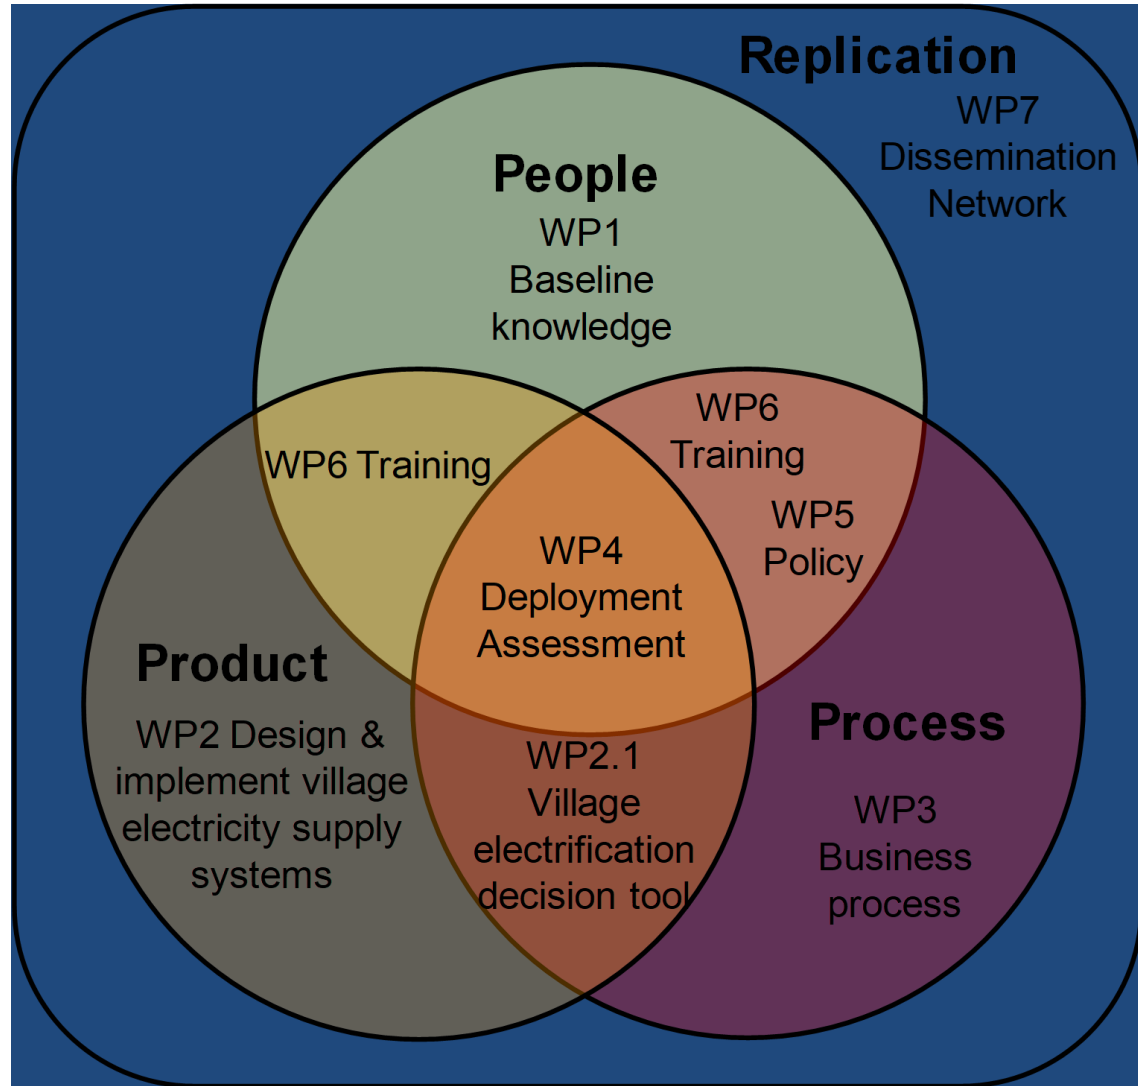 Replication
WP7
Dissemination
Network
People
WP1
Baseline
knowledge
WP6 Training
WP6
Training
WP5
Policy
WP4
Deployment
Assessment
Product
WP2 Design &
implement village
electricity supply
systems
WP2.1
Village
electrification
decision tool
Process
WP3
Business
process